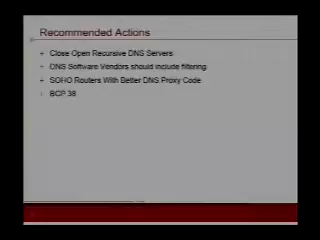 Recommended Actions
Close Open Recursive DNS Servers
DNS Software Vendors should include filtering
SOHO Routers With Better DNS Proxy Code
BCP 38